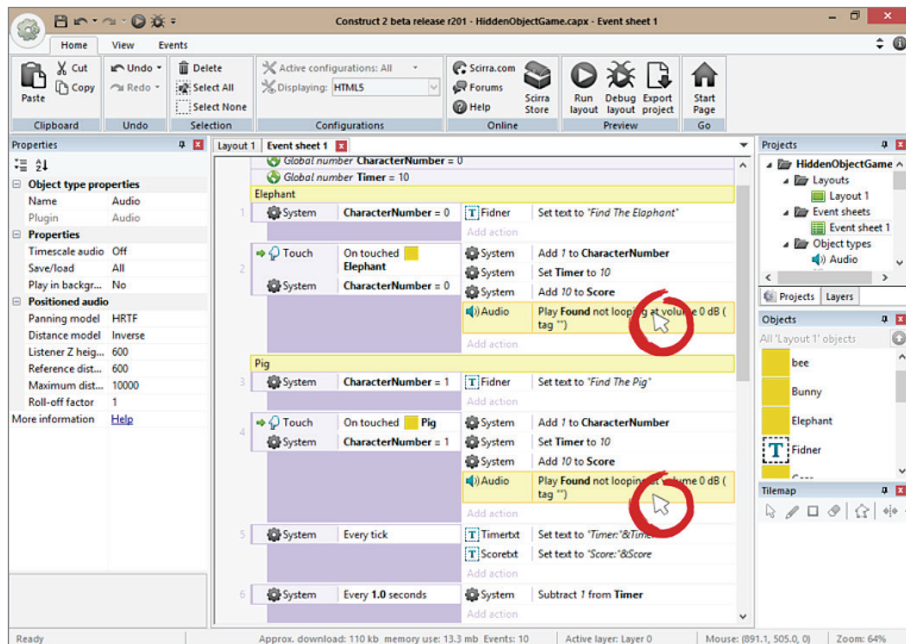 Construct 2 beta release r201 - HiddenObjectGame.capx - Event sheet 1
Home View Events
Paste
Cut
Copy
Clipboard
Undo
Redo
Undo
Delete
Select All
Select None
Selection
Active configurations: All
Displaying: HTML5
Configurations
Scirra.com
Forums
Help
Scirra Store
Online
Run layout
Debug layout
Export project
Preview
Start Page
Go
Properties
Object type properties
Name Audio
Plugin Audio
Properties
Timescale audio Off
Save/load All
Play in backgr... No
Positioned audio
Panning model HRTF
Distance model Inverse
Listener Z heig... 600
Reference dist... 600
Maximum dist... 10000
Roll-off factor 1
More information Help
Layout 1 Event sheet 1
Global number CharacterNumber = 0
Global number Timer = 10
Elephant
1 System CharacterNumber = 0 T Fidner Set text to "Find The Elaphant"
Add action
2 Touch On touched Elephant System Add 1 to CharacterNumber
System Set Timer to 10
System CharacterNumber = 0 System Add 10 to Score
Audio Play Found not looping at volume 0 dB (
tag "")
Add action
Pig
3 System CharacterNumber = 1 T Fidner Set text to "Find The Pig"
Add action
4 Touch On touched Pig System Add 1 to CharacterNumber
System CharacterNumber = 1 System Set Timer to 10
System Add 10 to Score
Audio Play Found not looping at volume 0 dB (
tag "")
Add action
5 System Every tick T Timertxt Set text to "Timer:"&Time
T Scoretxt Set text to "Score:"&Score
Add action
6 System Every 1.0 seconds System Subtract 1 from Timer
Add action
Projects
HiddenObjectGame
Layouts
Layout 1
Event sheets
Event sheet 1
Object types
Audio
Projects Layers
Objects
All 'Layout 1' objects
bee
Bunny
Elephant
T Fidner
Tilemap
Ready Approx. download: 110 kb memory use: 13.3 mb Events: 10 Active layer: Layer 0 Mouse: (891.1, 505.0, 0) Zoom: 64%